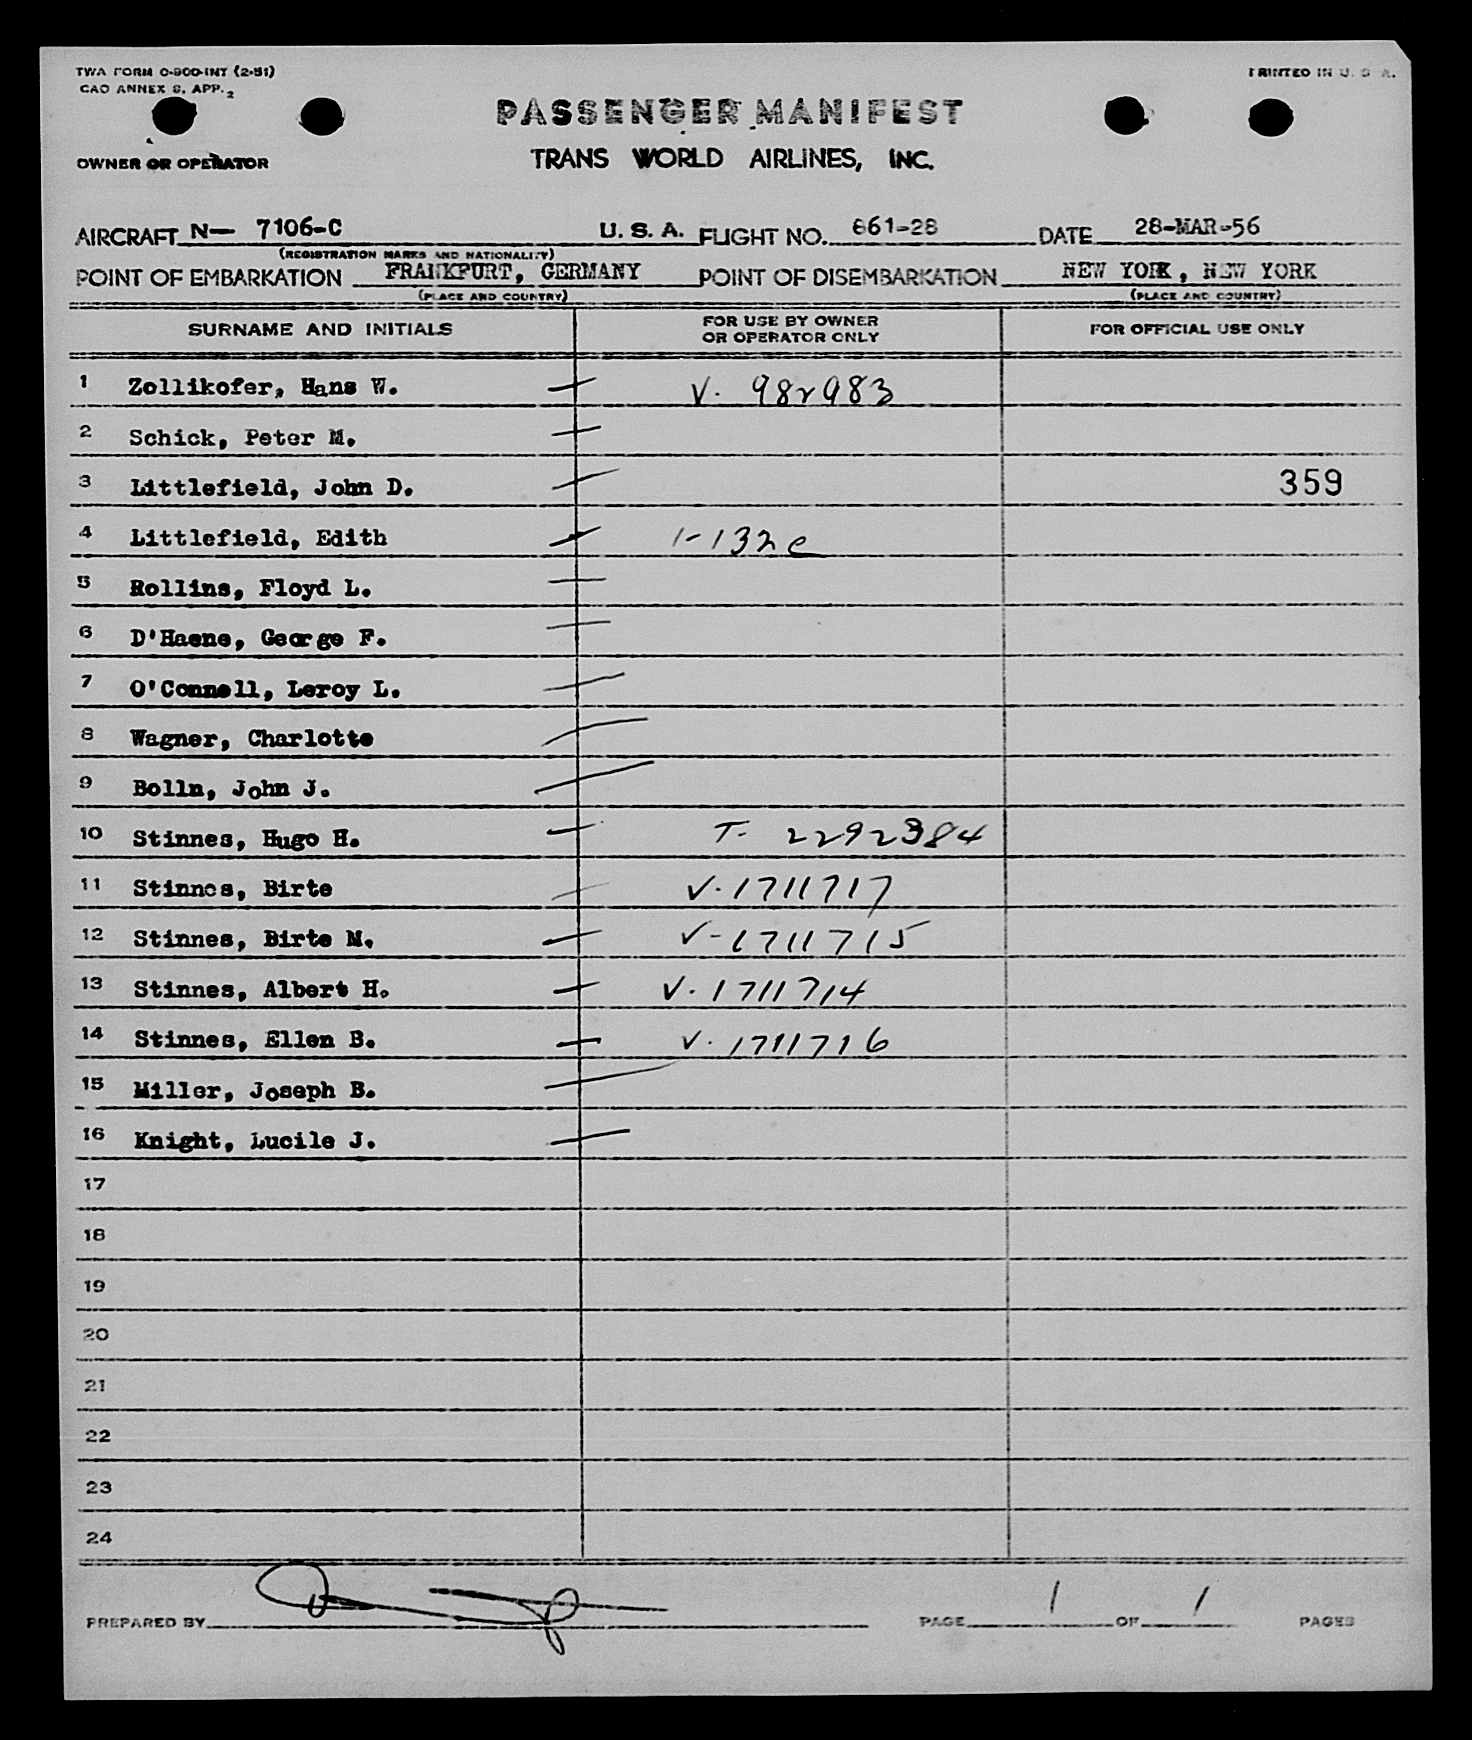 TWA FORM O-900-INT (2-51)
PRINTED IN U. S. A.
CAO ANNEX 9, APP. 2
PASSENGER MANIFEST
OWNER OR OPERATOR
TRANS WORLD AIRLINES, INC.
AIRCRAFT N— 7106-C U. S. A. FLIGHT NO. 861-28 DATE 28-MAR-56
(REGISTRATION MARKS AND NATIONALITY)
POINT OF EMBARKATION FRANKFURT, GERMANY POINT OF DISEMBARKATION NEW YORK, NEW YORK
(PLACE AND COUNTRY) (PLACE AND COUNTRY)
SURNAME AND INITIALS FOR USE BY OWNER OR OPERATOR ONLY FOR OFFICIAL USE ONLY
1 Zollikofer, Hans W. V. 982983
2 Schick, Peter M.
3 Littlefield, John D. 359
4 Littlefield, Edith 1-132e
5 Rollins, Floyd L.
6 D'Haene, George F.
7 O'Connell, Leroy L.
8 Wagner, Charlotte
9 Bolln, John J.
10 Stinnes, Hugo H. T- 2292384
11 Stinnes, Birte V.1711717
12 Stinnes, Birte M. V-1711715
13 Stinnes, Albert H. V.1711714
14 Stinnes, Ellen B. V.1711716
15 Miller, Joseph B.
16 Knight, Lucile J.
17
18
19
20
21
22
23
24
PREPARED BY PAGE 1 OF 1 PAGES